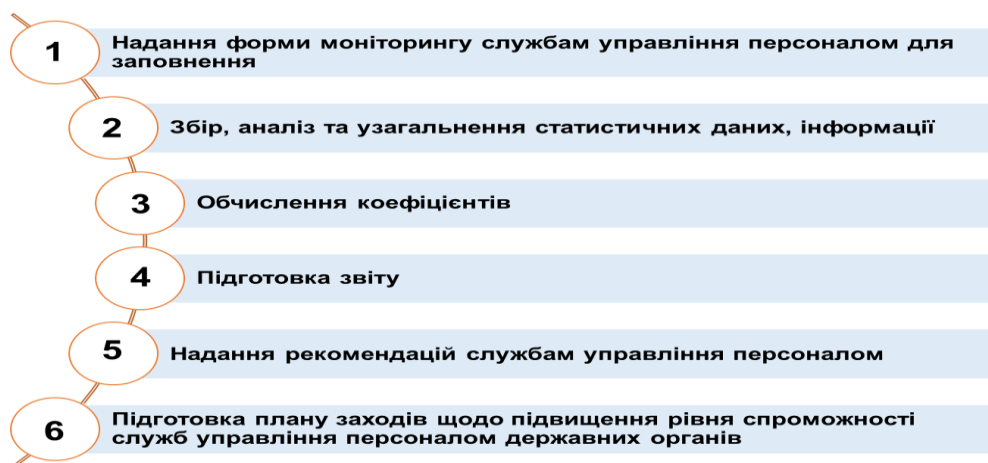 1
Надання форми моніторингу службам управління персоналом для
заповнення
2
Збір, аналіз та узагальнення статистичних даних, інформації
3
Обчислення коефіцієнтів
4
Підготовка звіту
5
Надання рекомендацій службам управління персоналом
6
Підготовка плану заходів щодо підвищення рівня спроможності
служб управління персоналом державних органів